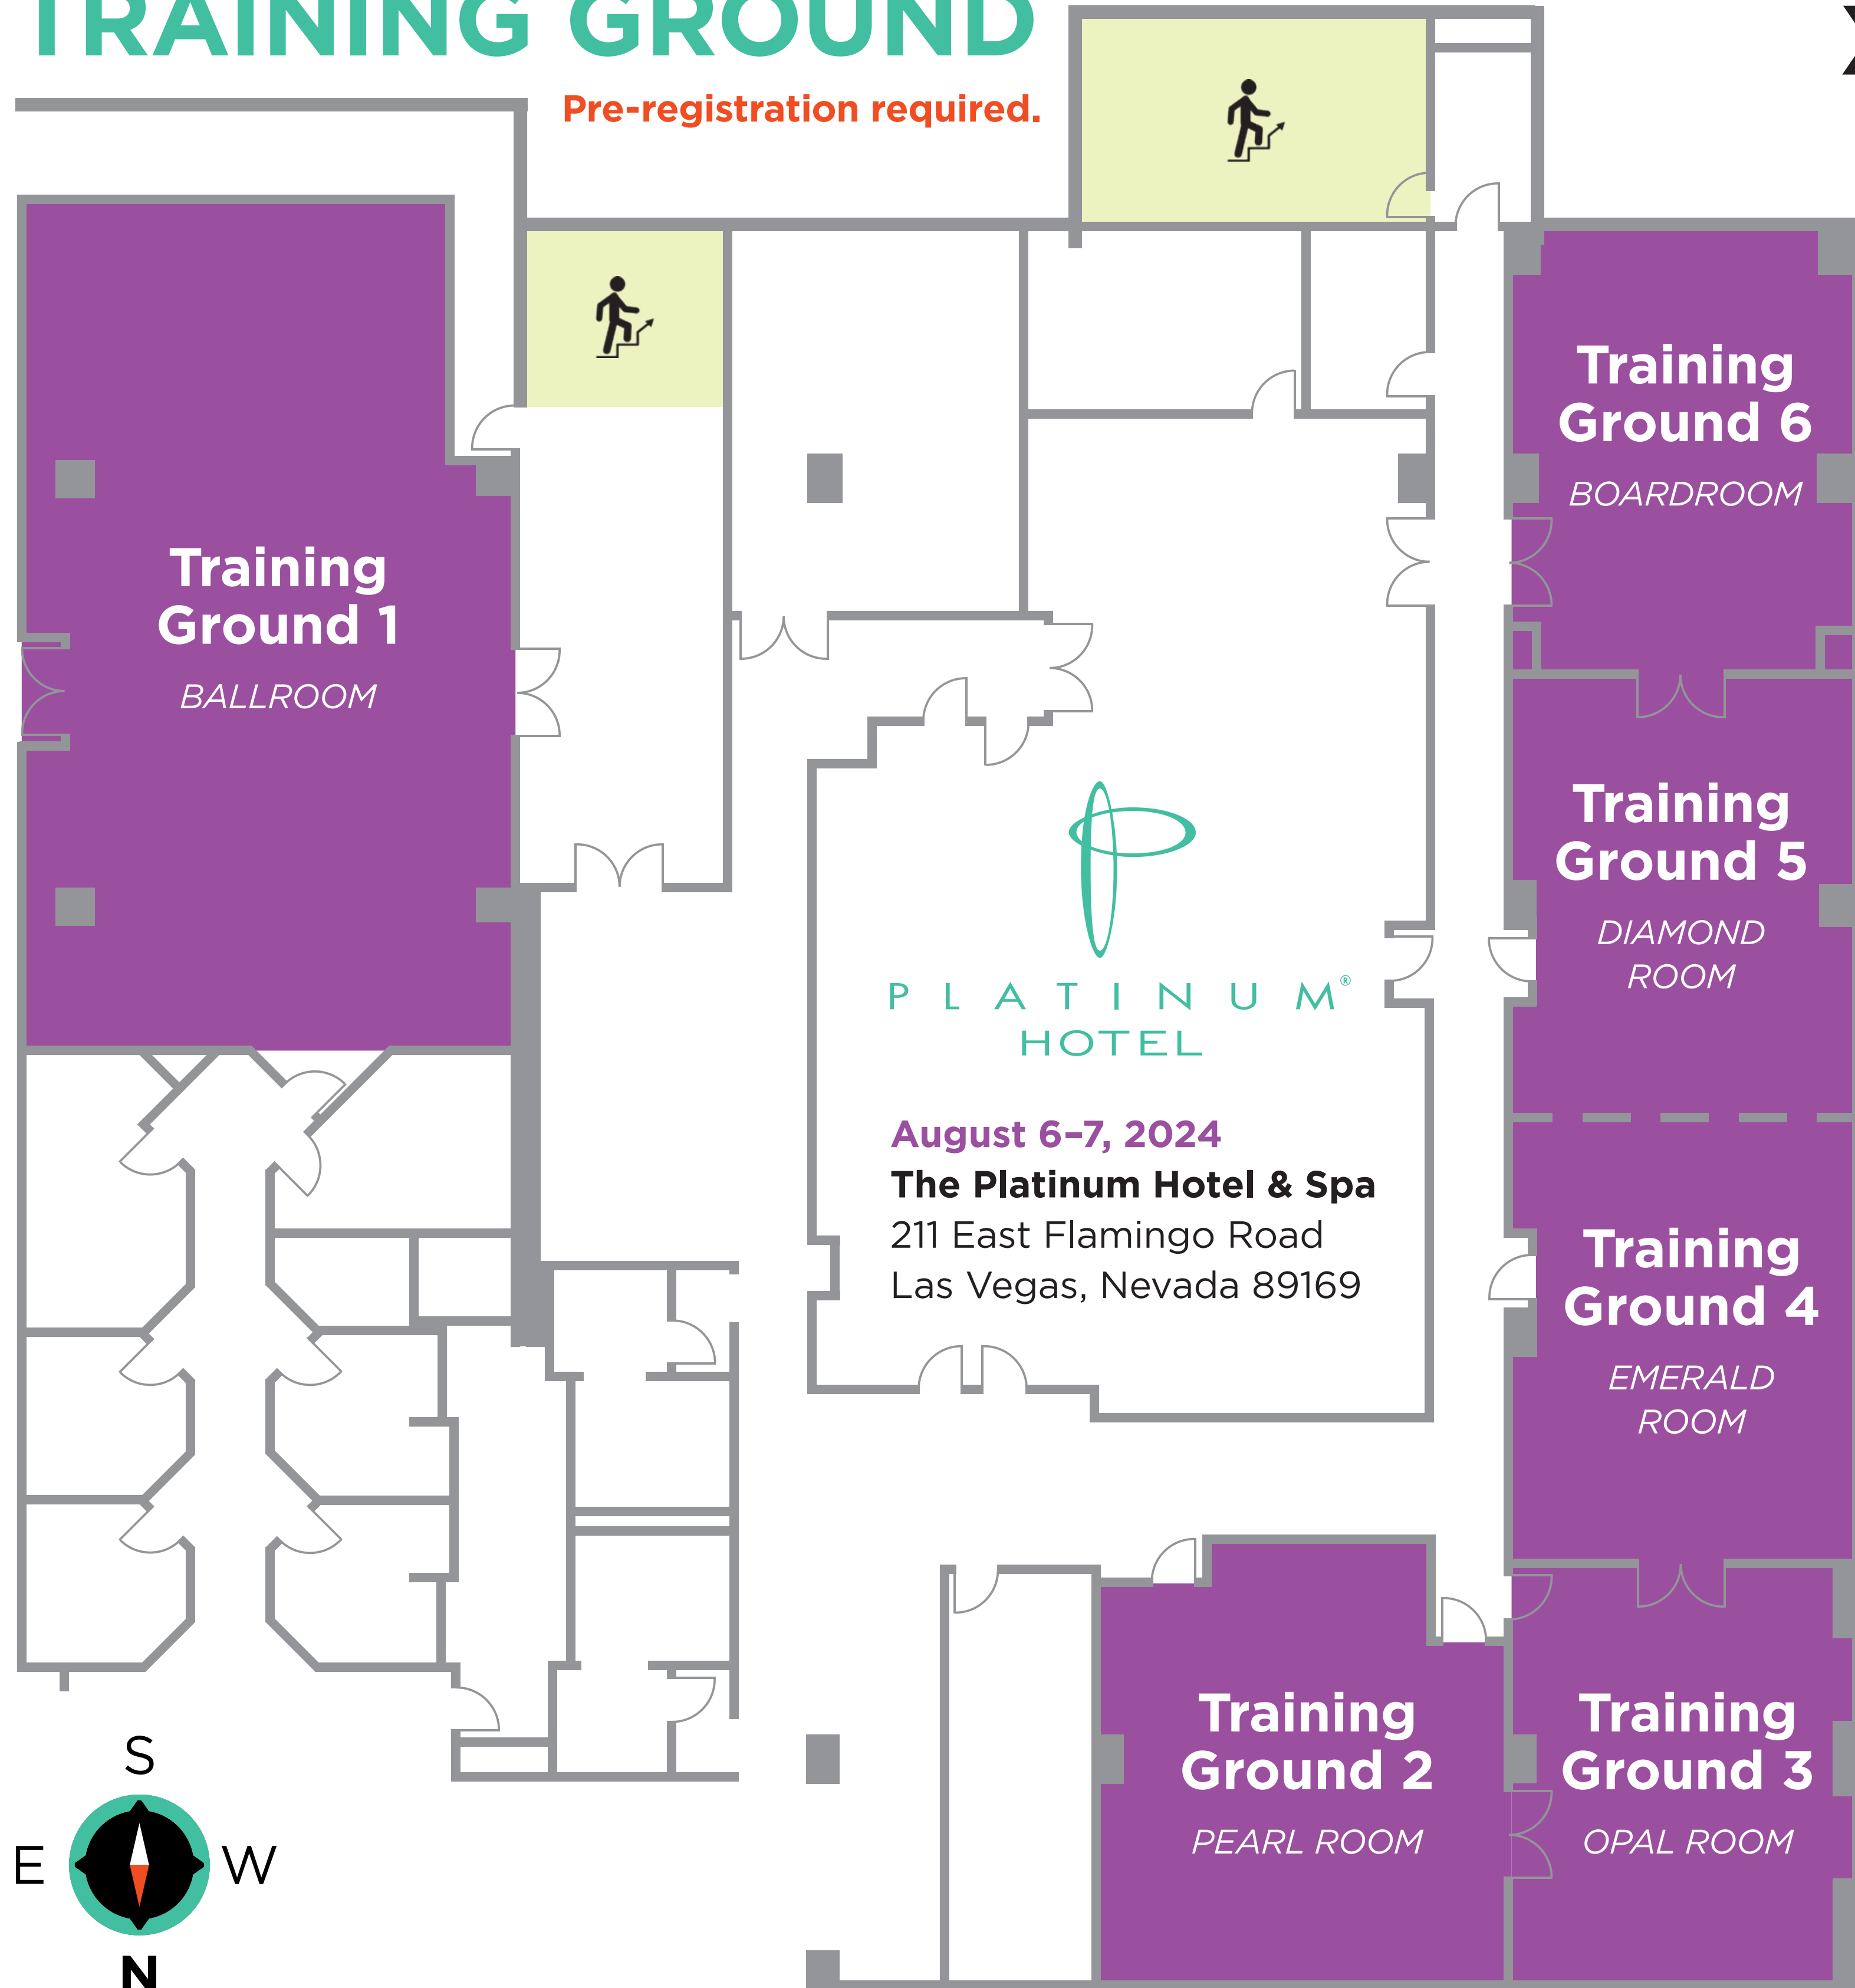 TRAINING GROUND
Pre-registration required.
Training
Ground 1
BALLROOM
Training
Ground 6
BOARDROOM
Training
Ground 5
DIAMOND
ROOM
PLATINUM®
HOTEL
August 6–7, 2024
The Platinum Hotel & Spa
211 East Flamingo Road
Las Vegas, Nevada 89169
Training
Ground 4
EMERALD
ROOM
Training
Ground 2
PEARL ROOM
Training
Ground 3
OPAL ROOM
S
E W
N